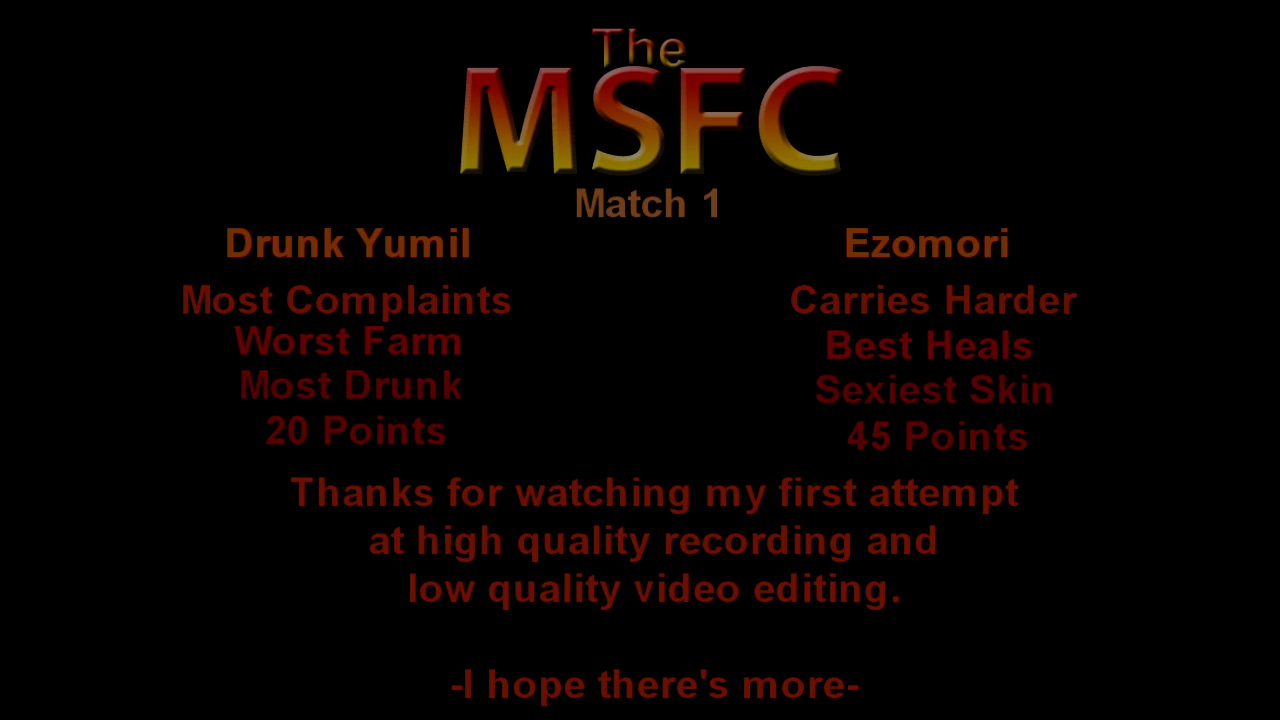 The
MSFC
Match 1
Drunk Yumil
Most Complaints
Worst Farm
Most Drunk
20 Points
Ezomori
Carries Harder
Best Heals
Sexiest Skin
45 Points
Thanks for watching my first attempt
at high quality recording and
low quality video editing.
-I hope there's more-